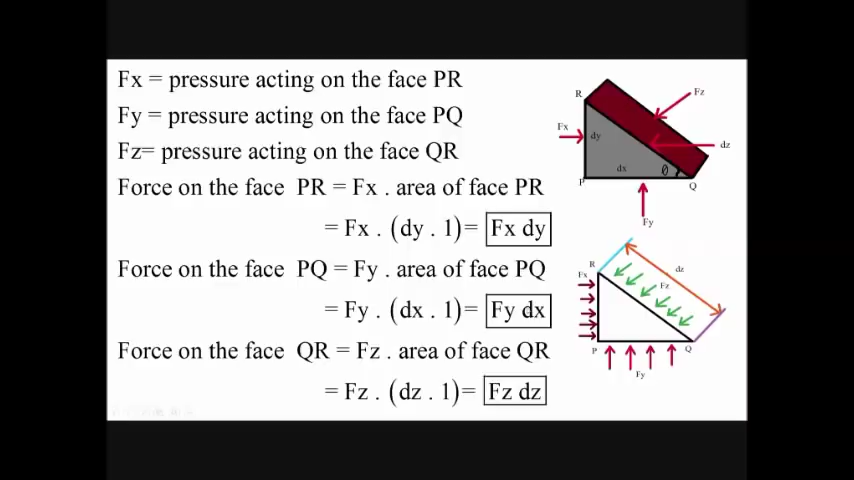 Fx = pressure acting on the face PR
Fy = pressure acting on the face PQ
Fz= pressure acting on the face QR
Force on the face PR = Fx . area of face PR
= Fx . (dy . 1)= Fx dy
Force on the face PQ = Fy . area of face PQ
= Fy . (dx . 1)= Fy dx
Force on the face QR = Fz . area of face QR
= Fz . (dz . 1)= Fz dz
R
Fz
Fx
dy
dz
dx
θ
P
Q
Fy
R
dz
Fx
Fz
P
Q
Fy